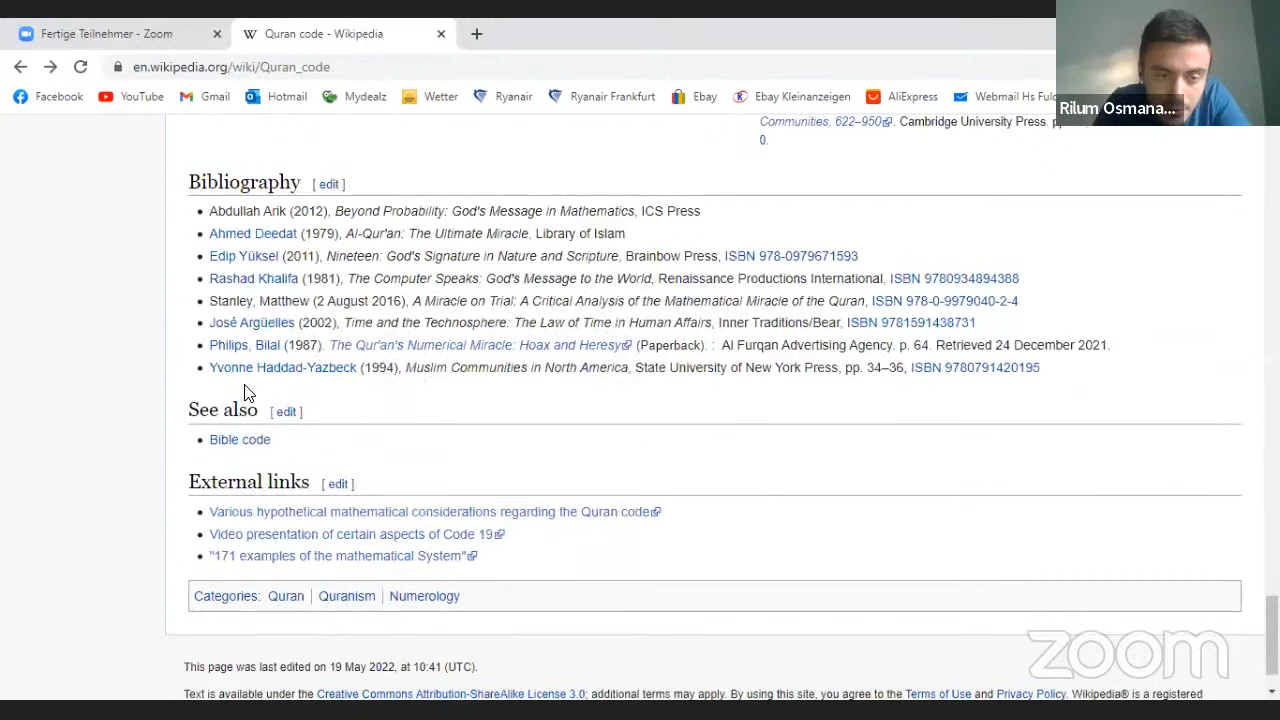 Fertige Teilnehmer - Zoom
Quran code - Wikipedia
en.wikipedia.org/wiki/Quran_code
Facebook YouTube Gmail Hotmail Mydealz Wetter Ryanair Ryanair Frankfurt Ebay Ebay Kleinanzeigen AliExpress Webmail Hs
Rilum Osmana...
Communities, 622–950. Cambridge University Press.
0.
Bibliography [ edit ]
Abdullah Arik (2012), Beyond Probability: God's Message in Mathematics, ICS Press
Ahmed Deedat (1979), Al-Qur'an: The Ultimate Miracle, Library of Islam
Edip Yüksel (2011), Nineteen: God's Signature in Nature and Scripture, Brainbow Press, ISBN 978-0979671593
Rashad Khalifa (1981), The Computer Speaks: God's Message to the World, Renaissance Productions International, ISBN 9780934894388
Stanley, Matthew (2 August 2016), A Miracle on Trial: A Critical Analysis of the Mathematical Miracle of the Quran, ISBN 978-0-9979040-2-4
José Argüelles (2002), Time and the Technosphere: The Law of Time in Human Affairs, Inner Traditions/Bear, ISBN 9781591438731
Philips, Bilal (1987). The Qur'an's Numerical Miracle: Hoax and Heresy (Paperback). : Al Furqan Advertising Agency. p. 64. Retrieved 24 December 2021.
Yvonne Haddad-Yazbeck (1994), Muslim Communities in North America, State University of New York Press, pp. 34–36, ISBN 9780791420195
See also [ edit ]
Bible code
External links [ edit ]
Various hypothetical mathematical considerations regarding the Quran code
Video presentation of certain aspects of Code 19
"171 examples of the mathematical System"
Categories: Quran | Quranism | Numerology
zoom
This page was last edited on 19 May 2022, at 10:41 (UTC).
Text is available under the Creative Commons Attribution-ShareAlike License 3.0; additional terms may apply. By using this site, you agree to the Terms of Use and Privacy Policy. Wikipedia® is a registered